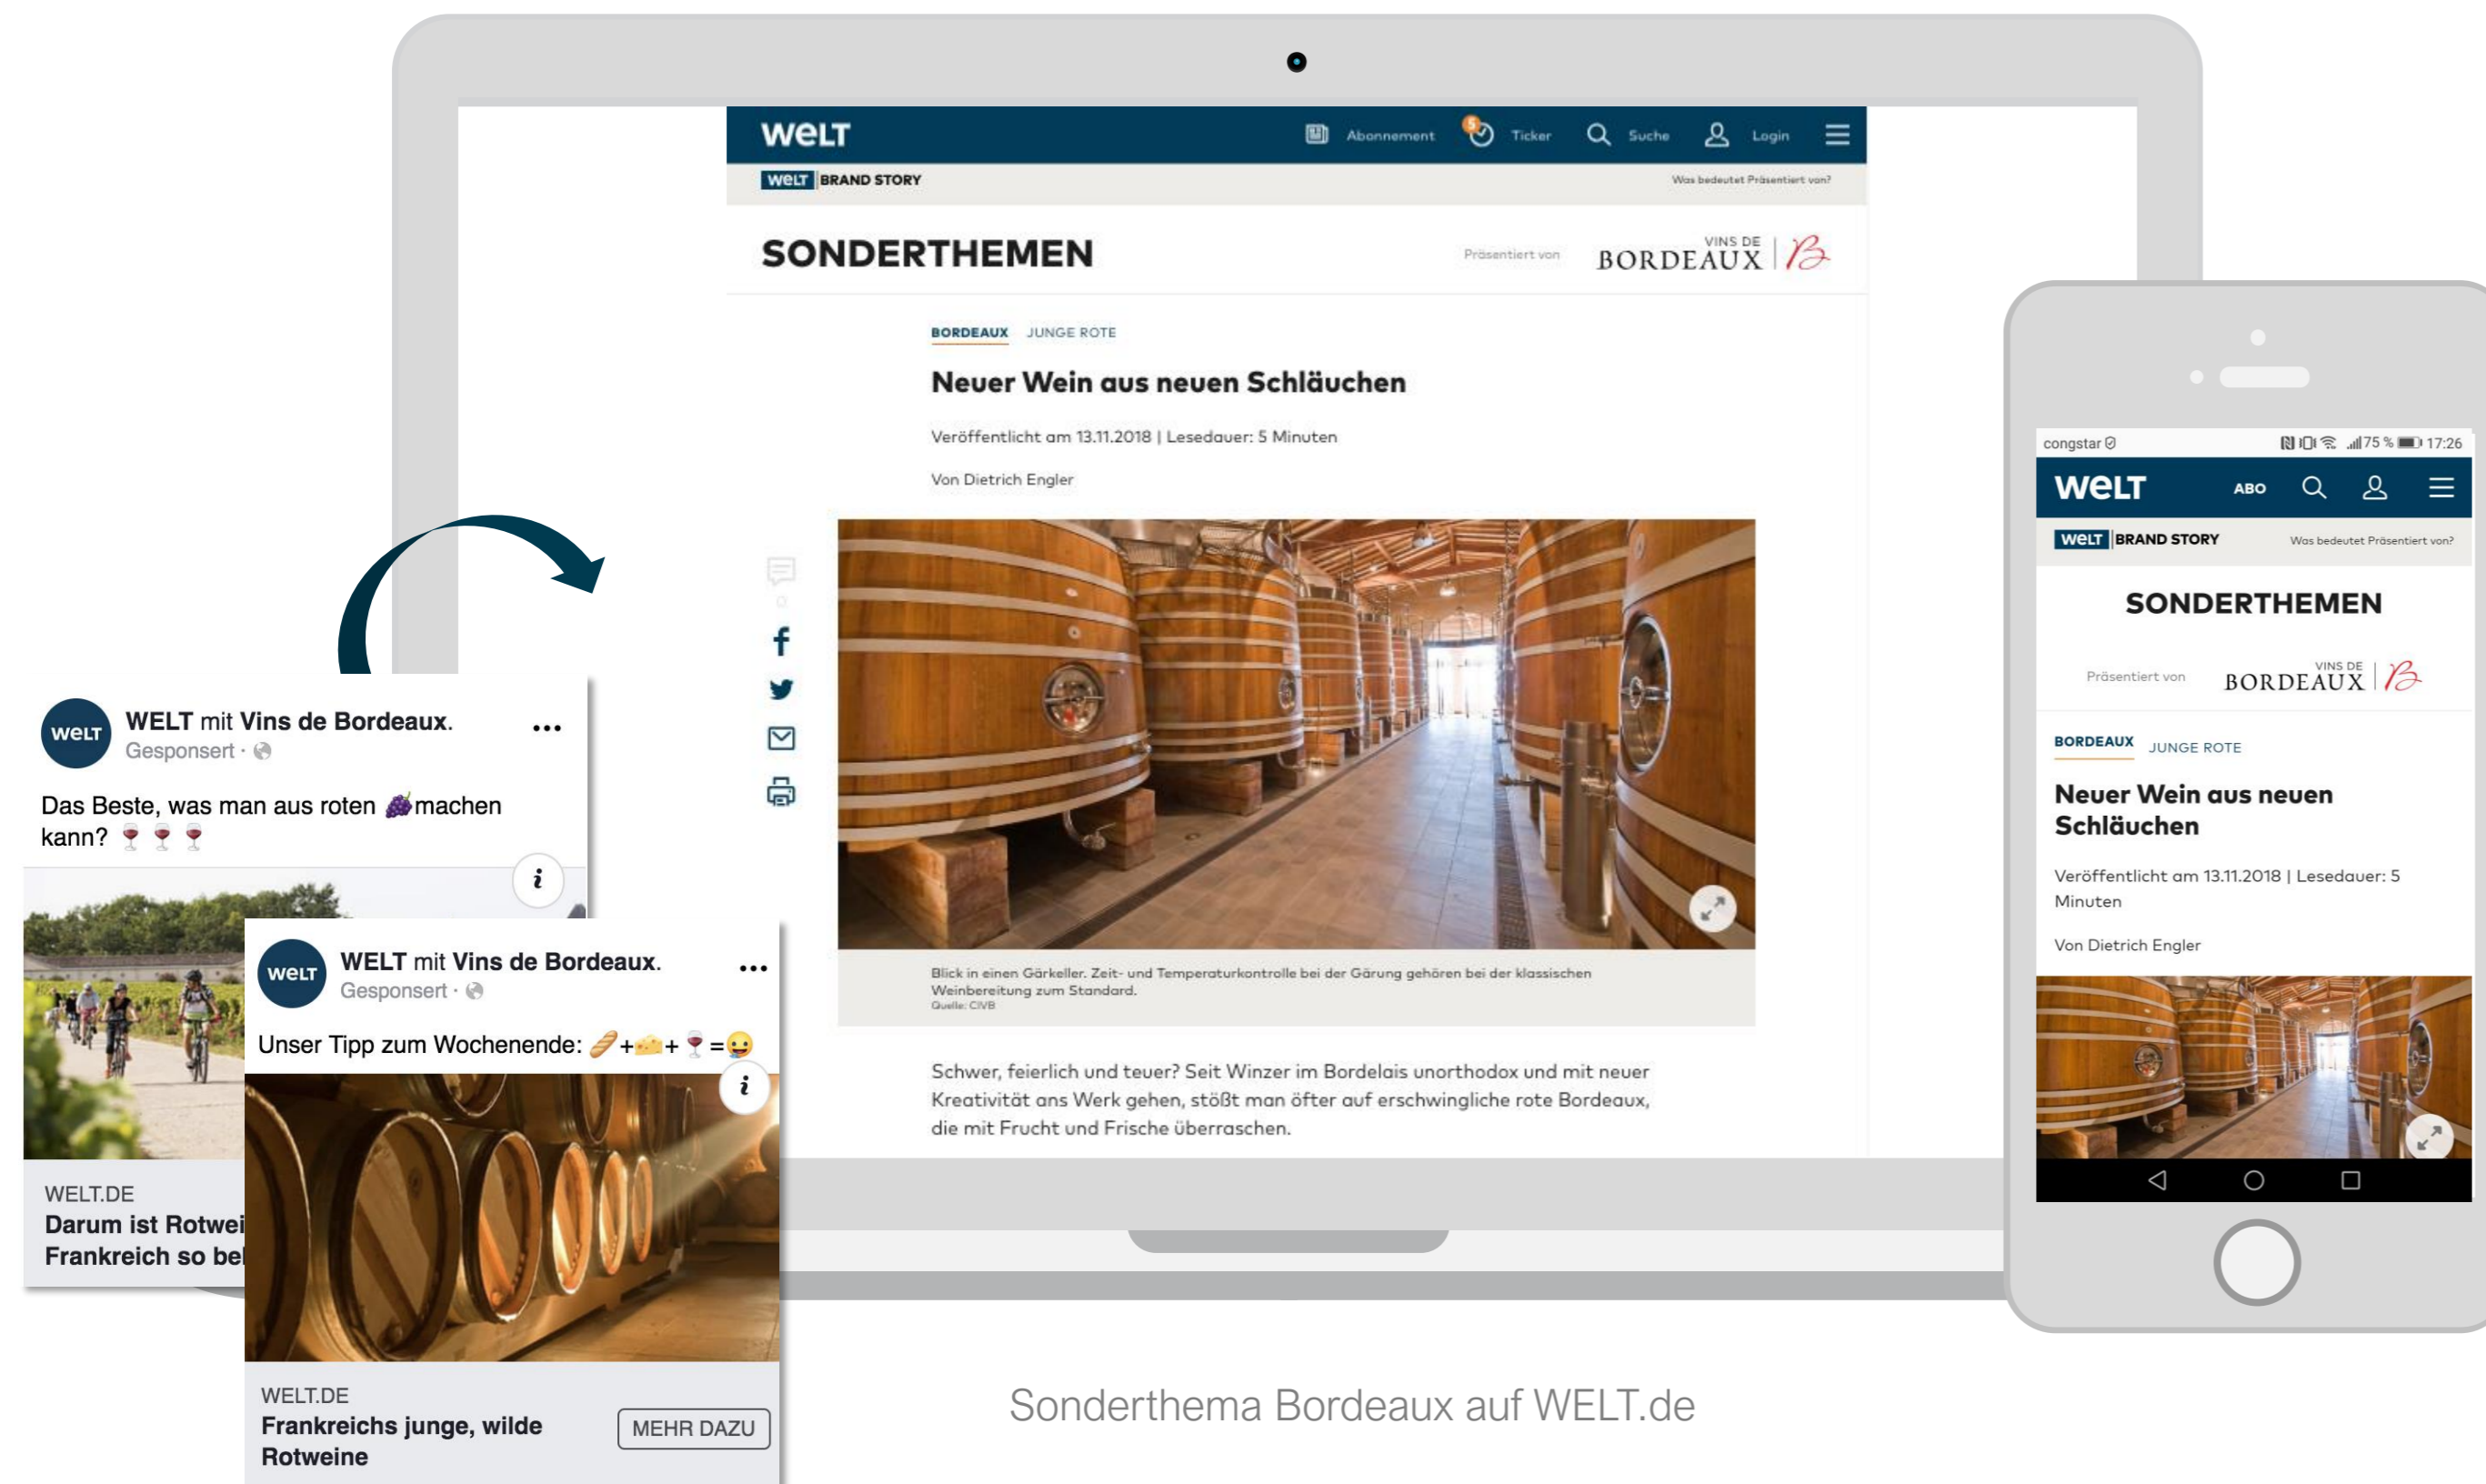 WELT
Abonnement
5
Ticker
Suche
Login
WELT BRAND STORY
Was bedeutet Präsentiert von?
SONDERTHEMEN
Präsentiert von
VINS DE
BORDEAUX
B
BORDEAUX JUNGE ROTE
Neuer Wein aus neuen Schläuchen
Veröffentlicht am 13.11.2018 | Lesedauer: 5 Minuten
Von Dietrich Engler
0
Blick in einen Gärkeller. Zeit- und Temperaturkontrolle bei der Gärung gehören bei der klassischen
Weinbereitung zum Standard.
Quelle: CIVB
Schwer, feierlich und teuer? Seit Winzer im Bordelais unorthodox und mit neuer
Kreativität ans Werk gehen, stößt man öfter auf erschwingliche rote Bordeaux,
die mit Frucht und Frische überraschen.
WELT
WELT mit Vins de Bordeaux.
Gesponsert ·
Das Beste, was man aus roten 🍇machen
kann? 🍷 🍷 🍷
i
WELT.DE
Darum ist Rotwei
Frankreich so bel
WELT
WELT mit Vins de Bordeaux.
Gesponsert ·
Unser Tipp zum Wochenende: 🥖+🧀+🍷=😜
i
WELT.DE
Frankreichs junge, wilde
Rotweine
MEHR DAZU
congstar
75 % 17:26
WELT
ABO
WELT BRAND STORY
Was bedeutet Präsentiert von?
SONDERTHEMEN
Präsentiert von
VINS DE
BORDEAUX
B
BORDEAUX JUNGE ROTE
Neuer Wein aus neuen
Schläuchen
Veröffentlicht am 13.11.2018 | Lesedauer: 5
Minuten
Von Dietrich Engler
Sonderthema Bordeaux auf WELT.de